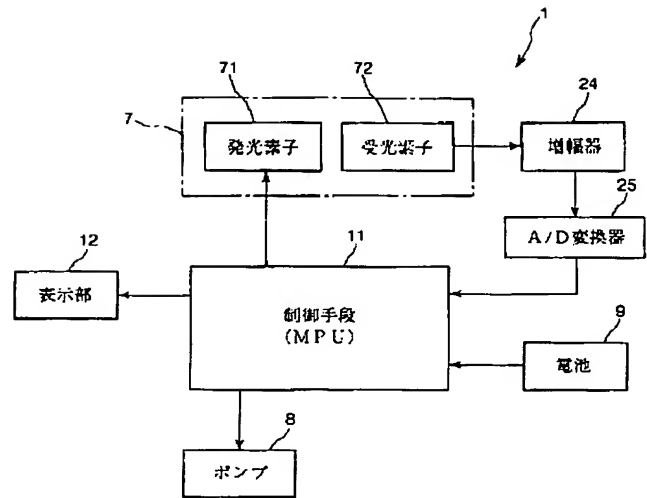 1
71
72
24
7
発光素子
受光素子
増幅器
25
A/D変換器
11
12
表示部
制御手段
(MPU)
9
電池
8
ポンプ